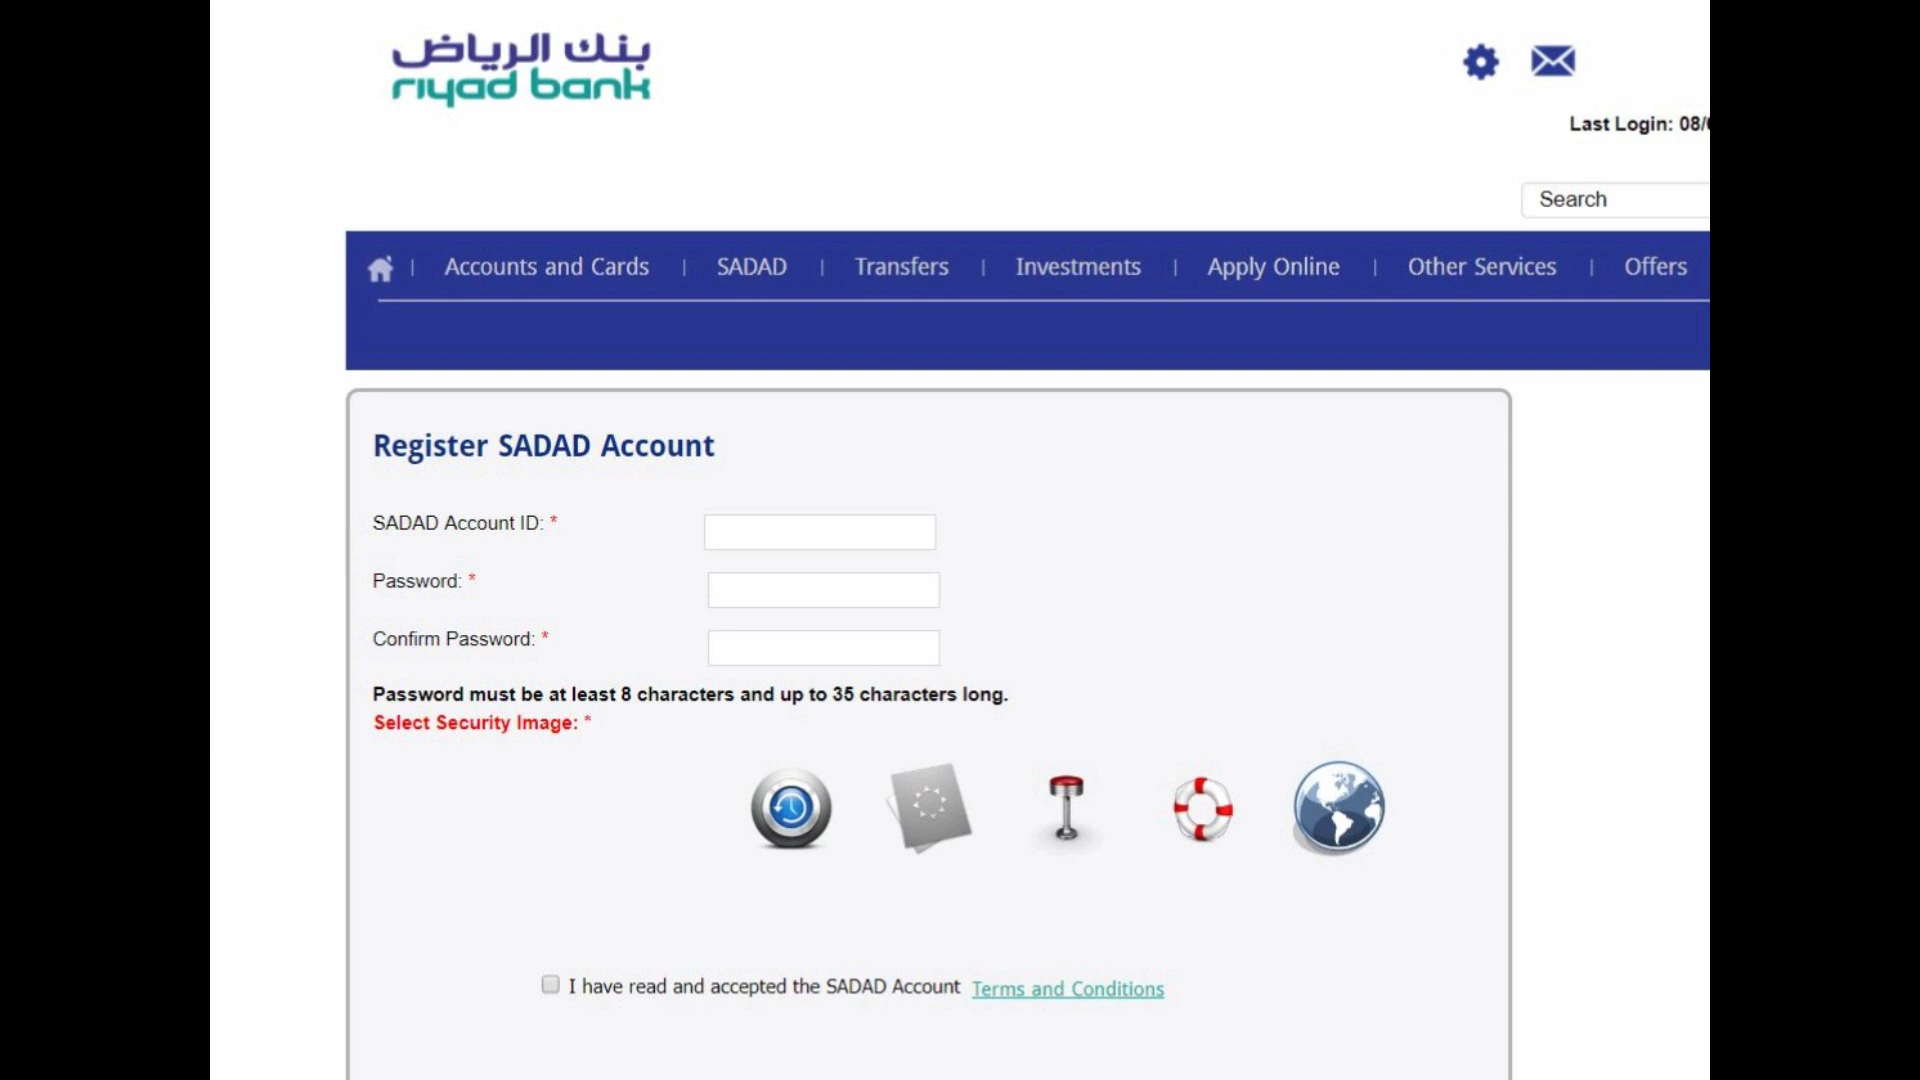 بنك الرياض
riyad bank
Last Login: 08/
Search
Accounts and Cards | SADAD | Transfers | Investments | Apply Online | Other Services | Offers
Register SADAD Account
SADAD Account ID: *
Password: *
Confirm Password: *
Password must be at least 8 characters and up to 35 characters long.
Select Security Image: *
I have read and accepted the SADAD Account Terms and Conditions